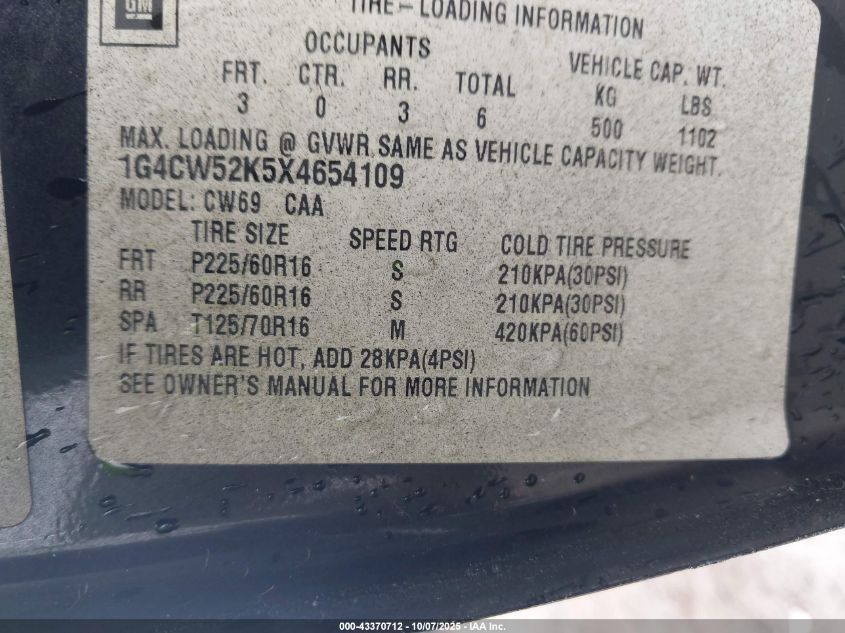 GM
TIRE-LOADING INFORMATION
OCCUPANTS VEHICLE CAP. WT.
FRT. CTR. RR. TOTAL KG LBS
3 0 3 6 500 1102
MAX. LOADING @ GVWR SAME AS VEHICLE CAPACITY WEIGHT.
1G4CW52K5X4654109
MODEL: CW69 CAA
TIRE SIZE SPEED RTG COLD TIRE PRESSURE
FRT P225/60R16 S 210KPA(30PSI)
RR P225/60R16 S 210KPA(30PSI)
SPA T125/70R16 M 420KPA(60PSI)
IF TIRES ARE HOT, ADD 28KPA(4PSI)
SEE OWNER'S MANUAL FOR MORE INFORMATION
000-43370712 - 10/07/2025 - IAA Inc.